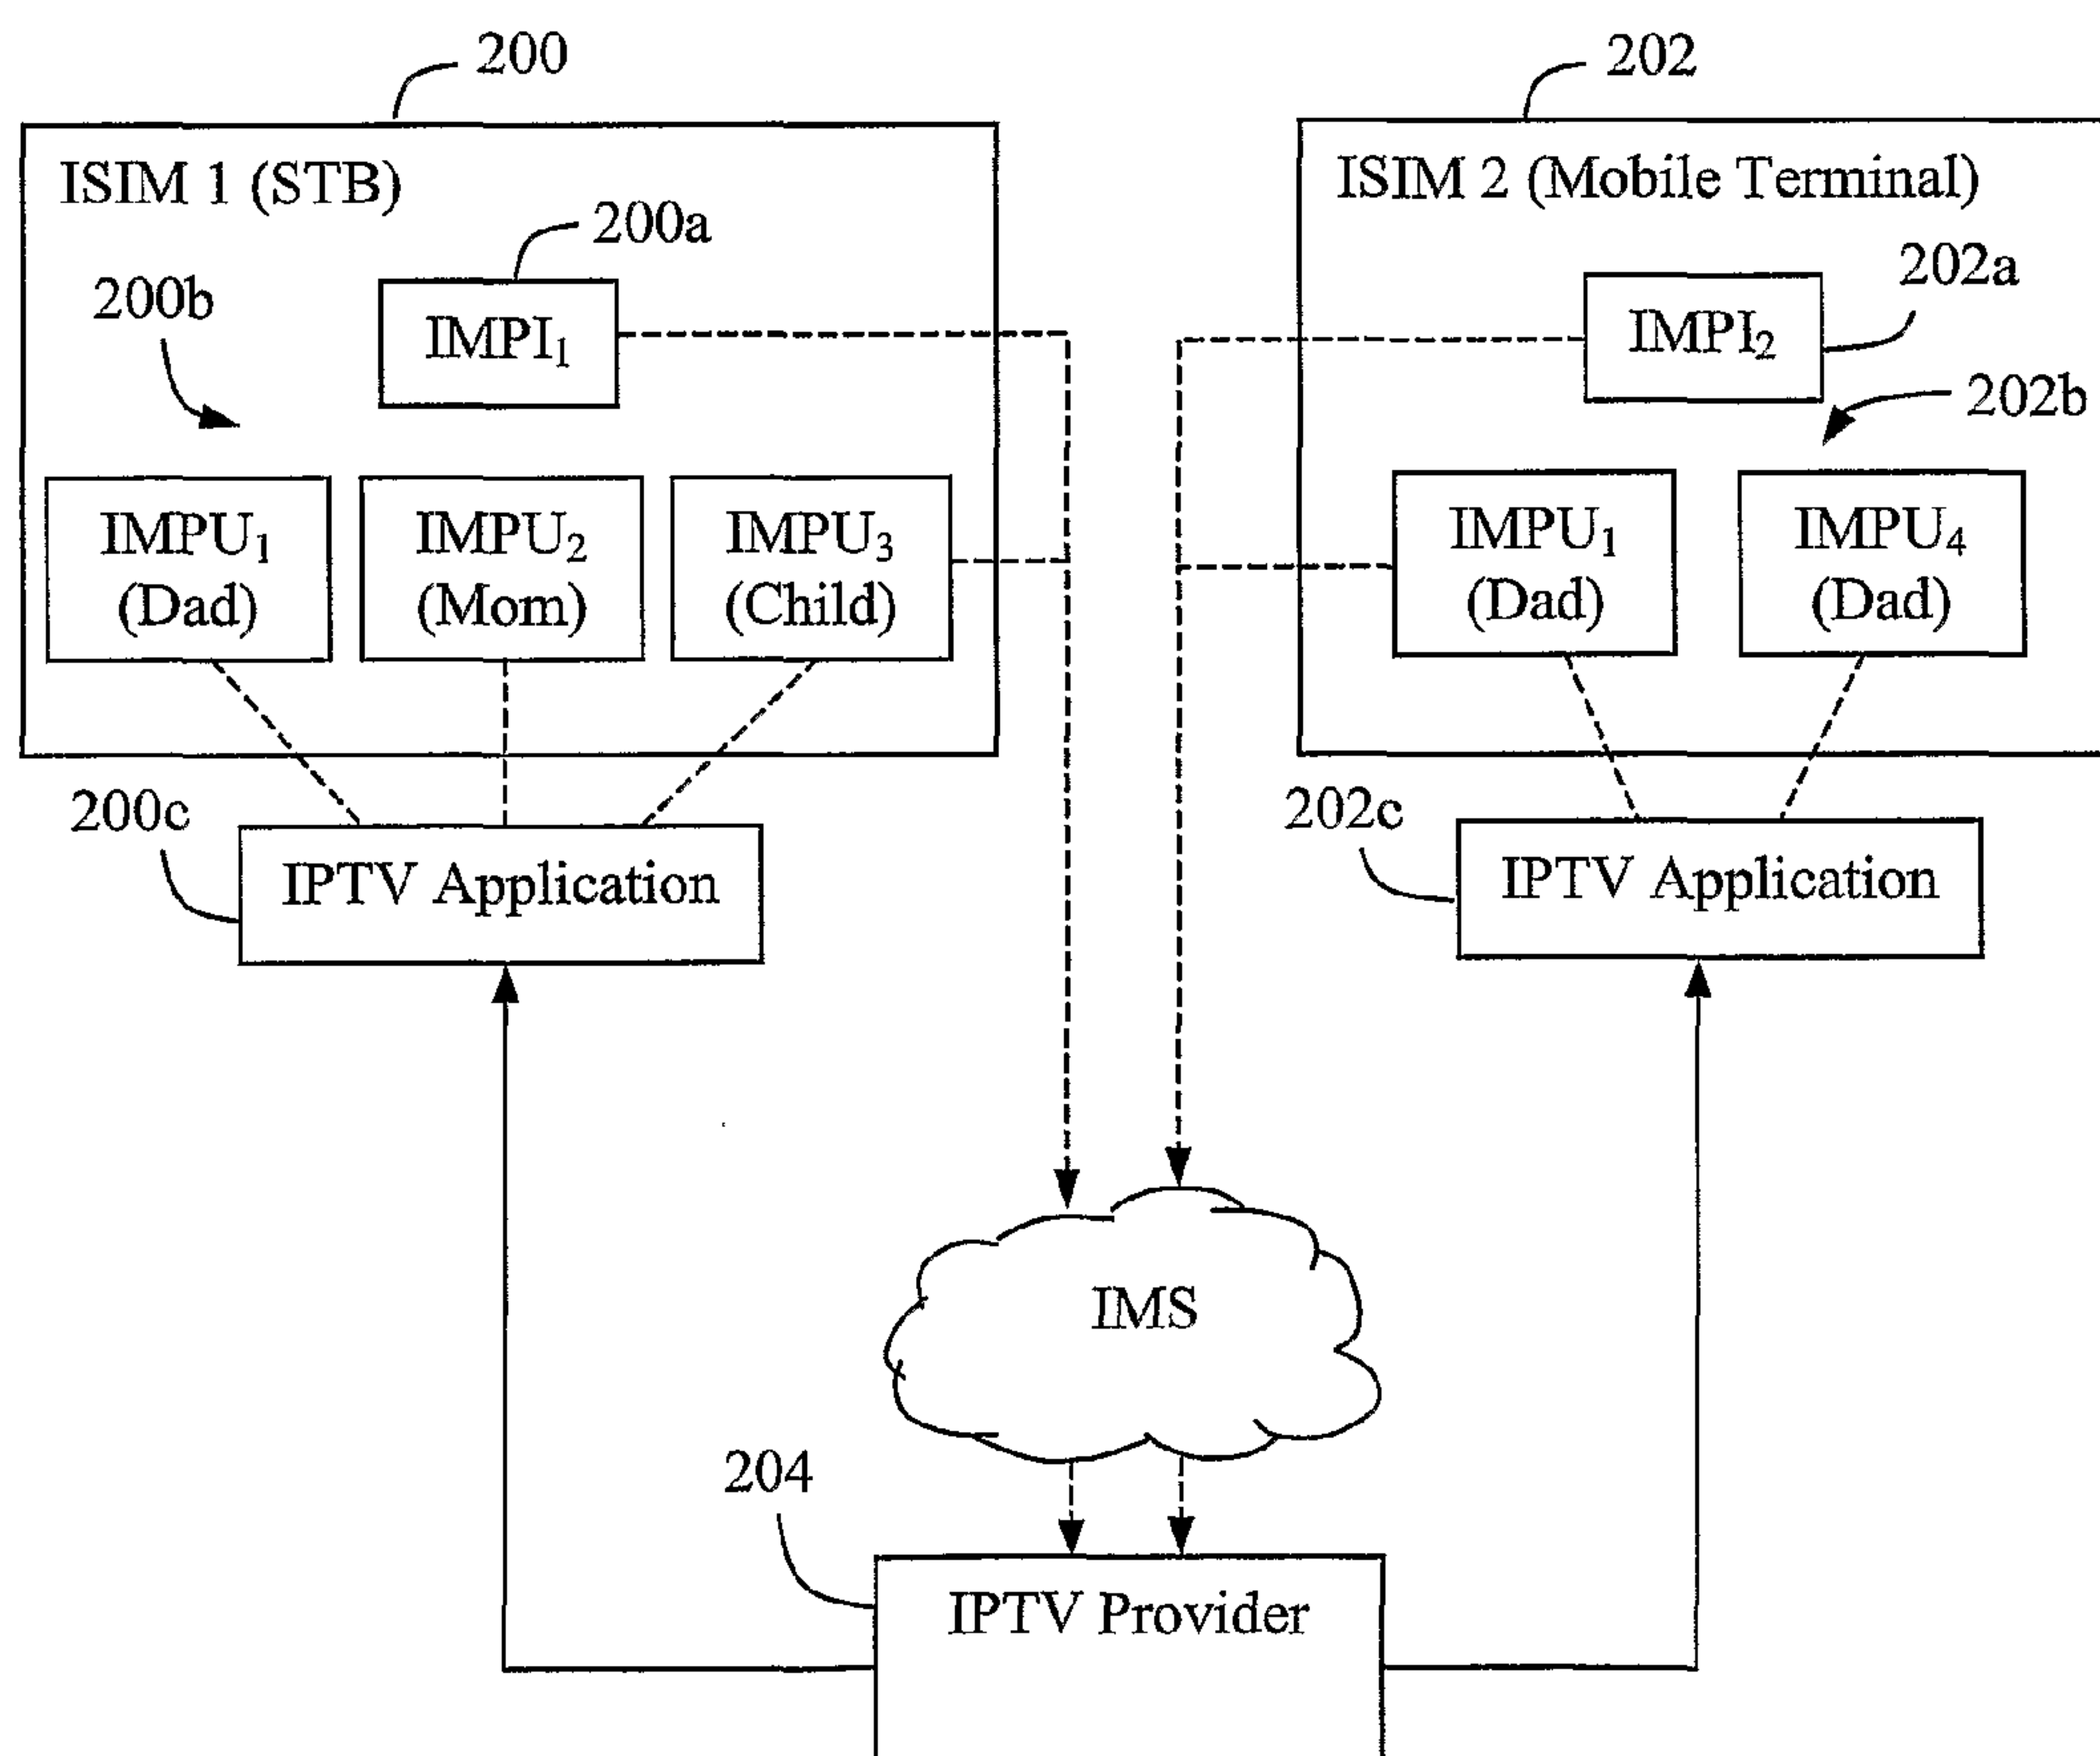 200
202
ISIM 1 (STB)
ISIM 2 (Mobile Terminal)
200a
202a
200b
IMPI₁
IMPI₂
202b
IMPU₁
(Dad)
IMPU₂
(Mom)
IMPU₃
(Child)
IMPU₁
(Dad)
IMPU₄
(Dad)
200c
202c
IPTV Application
IPTV Application
IMS
204
IPTV Provider